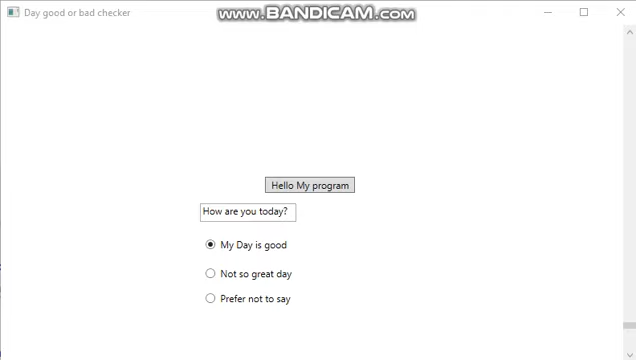 Day good or bad checker
www.BANDICAM.com
Hello My program
How are you today?
My Day is good
Not so great day
Prefer not to say